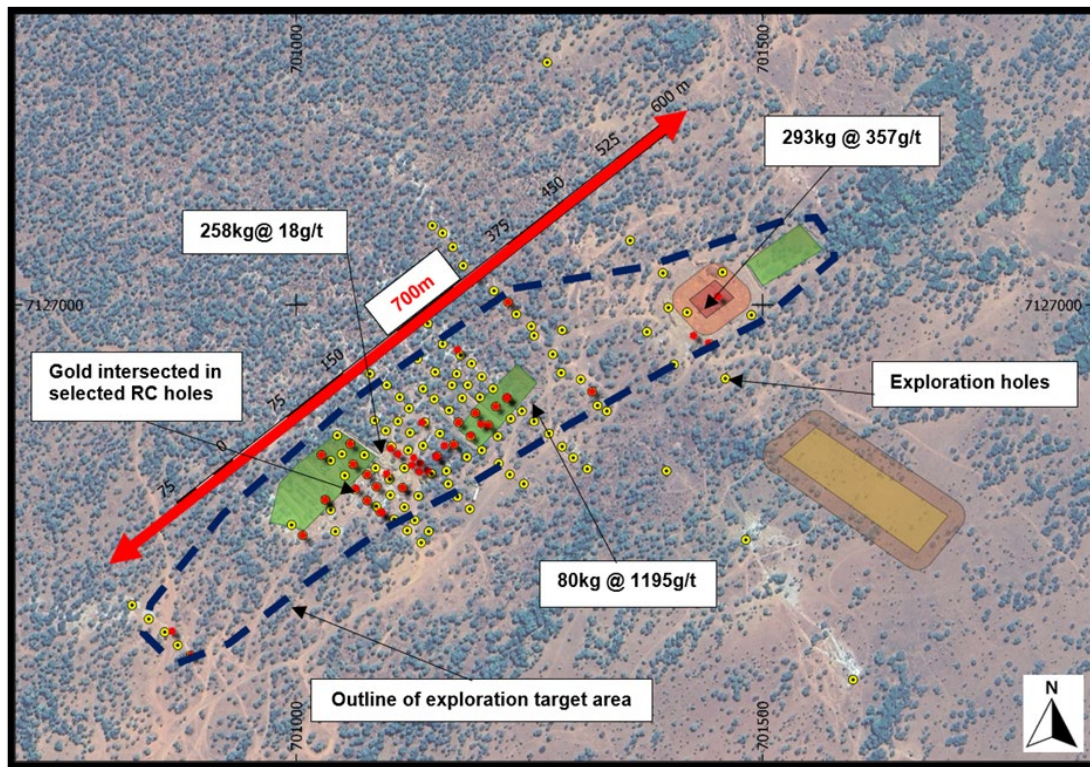 701000
701500
600 m
525
450
375
150
75
0
75
293kg @ 357g/t
258kg@ 18g/t
700m
7127000
7127000
Gold intersected in
selected RC holes
Exploration holes
80kg @ 1195g/t
Outline of exploration target area
701000
701500
N